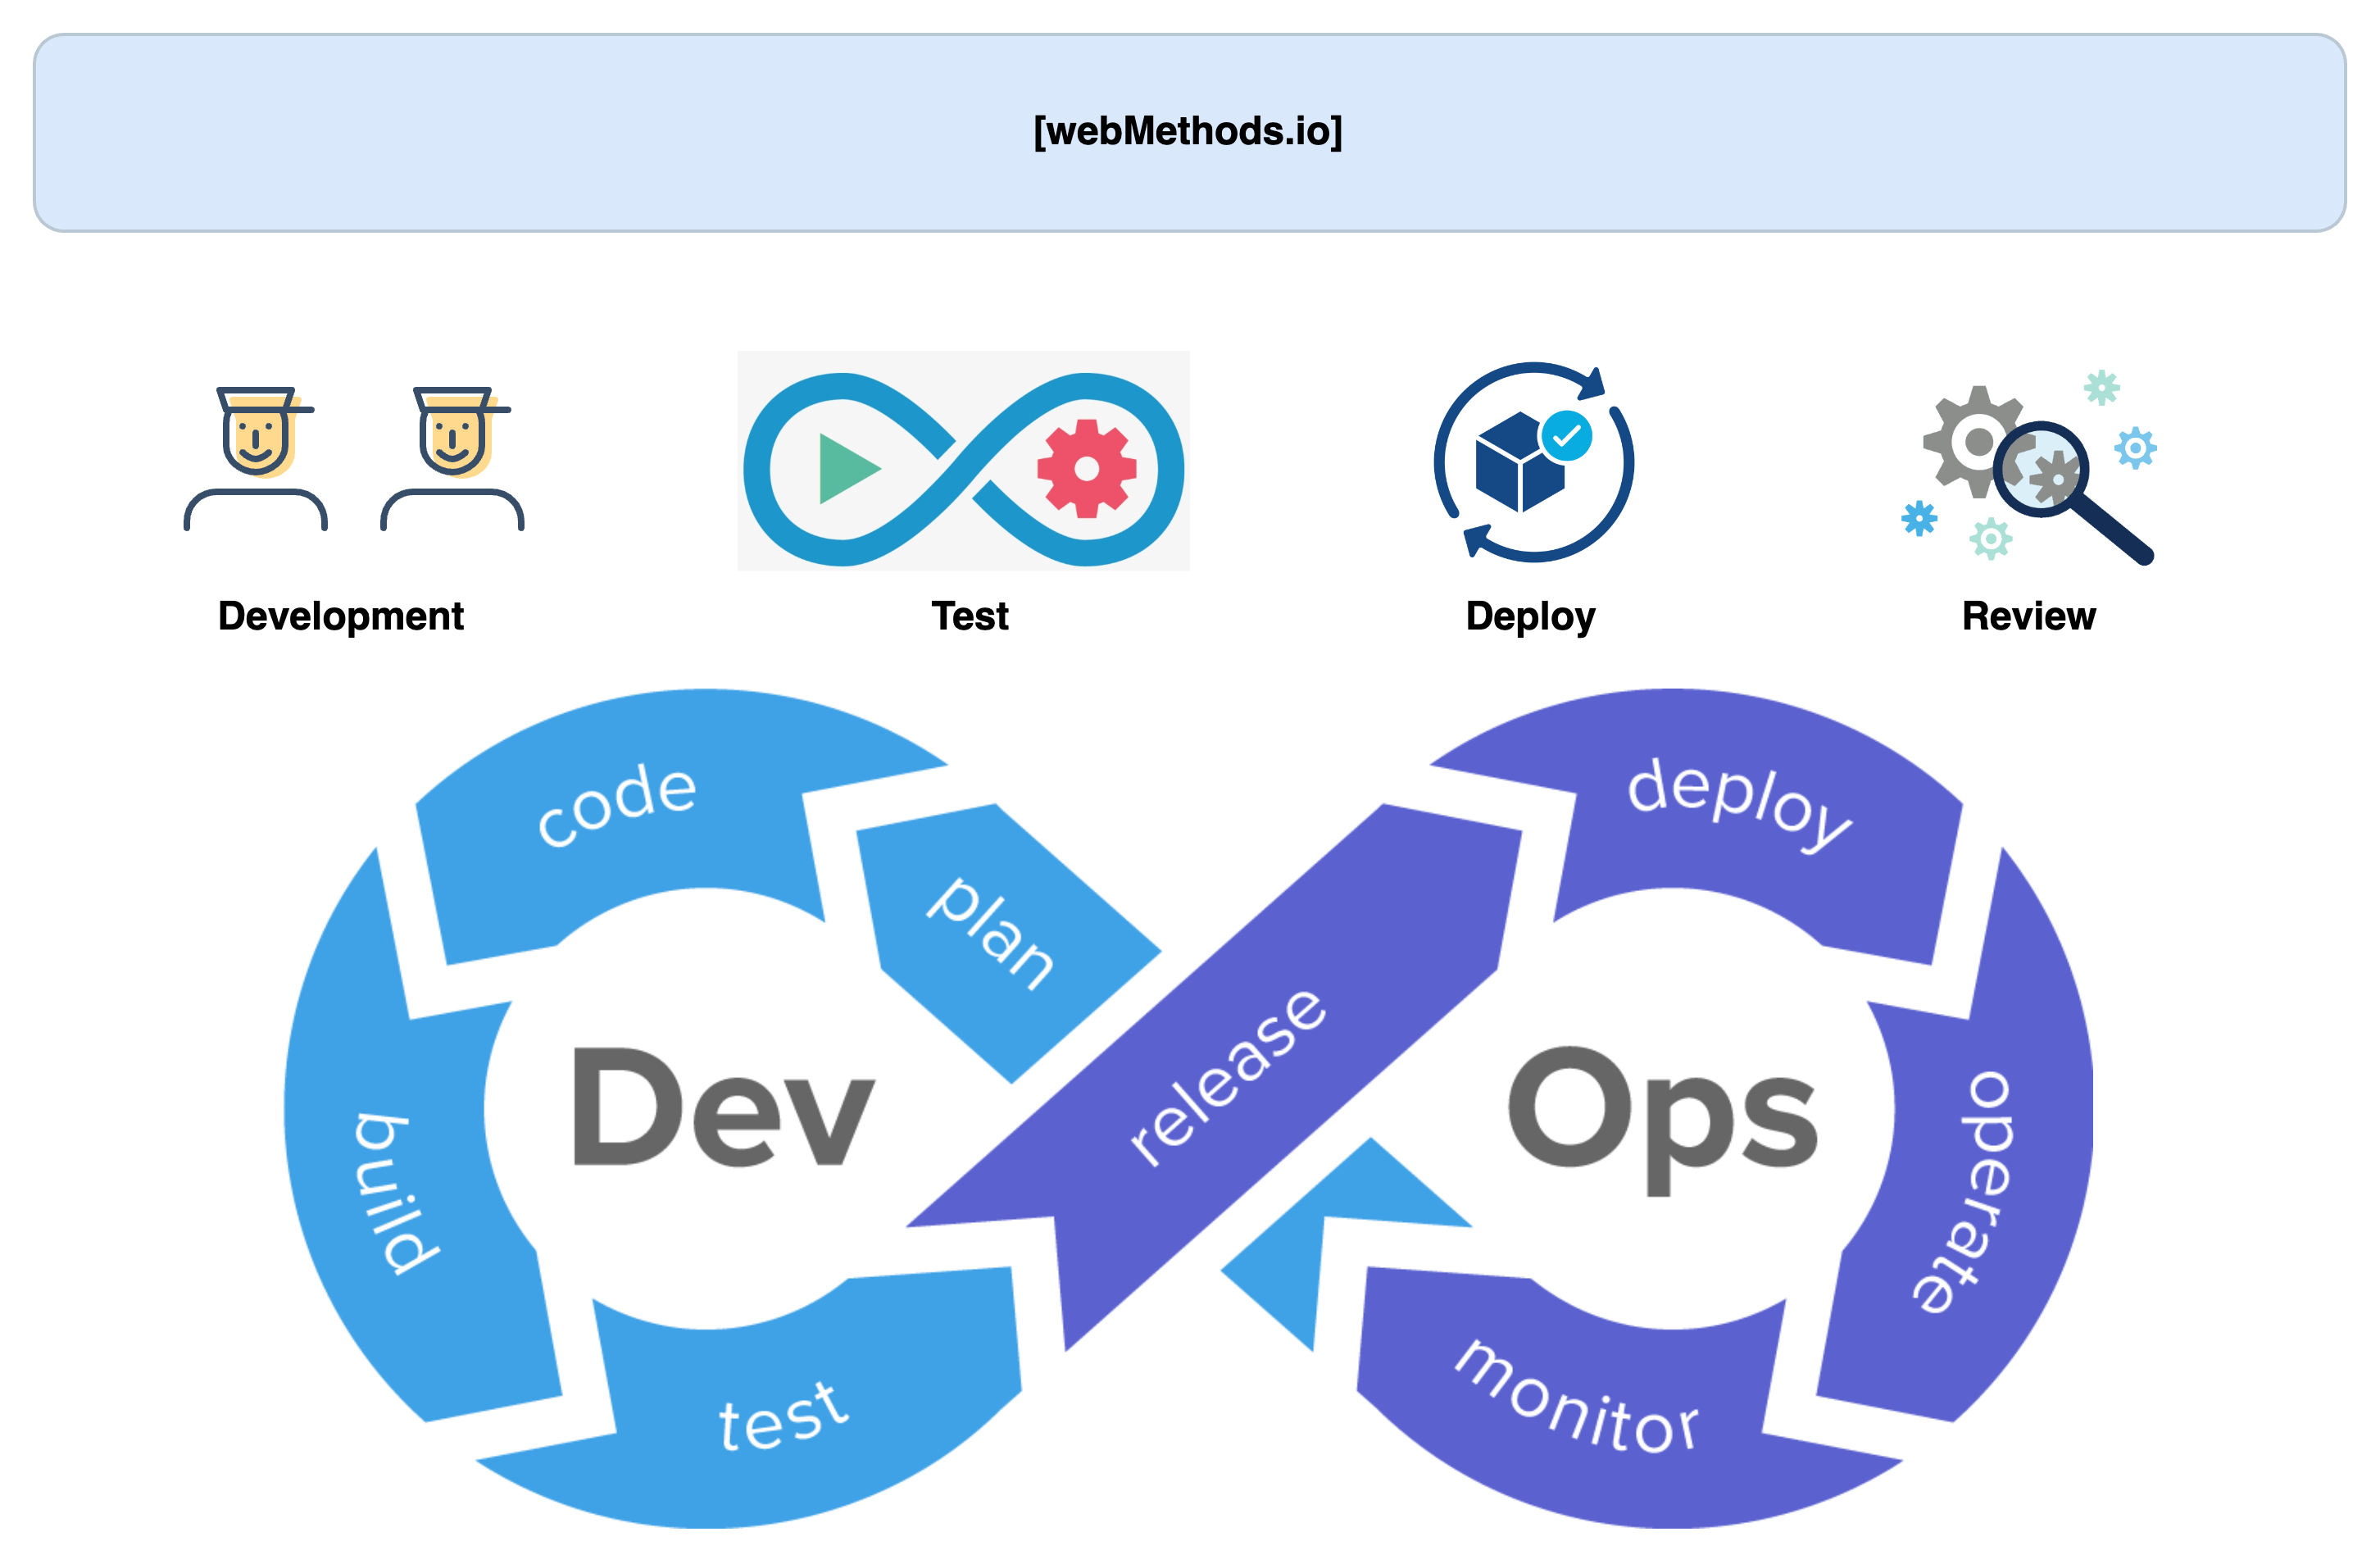 [webMethods.io]
Development
Test
Deploy
Review
code
plan
build
test
Dev
release
deploy
Ops
operate
monitor